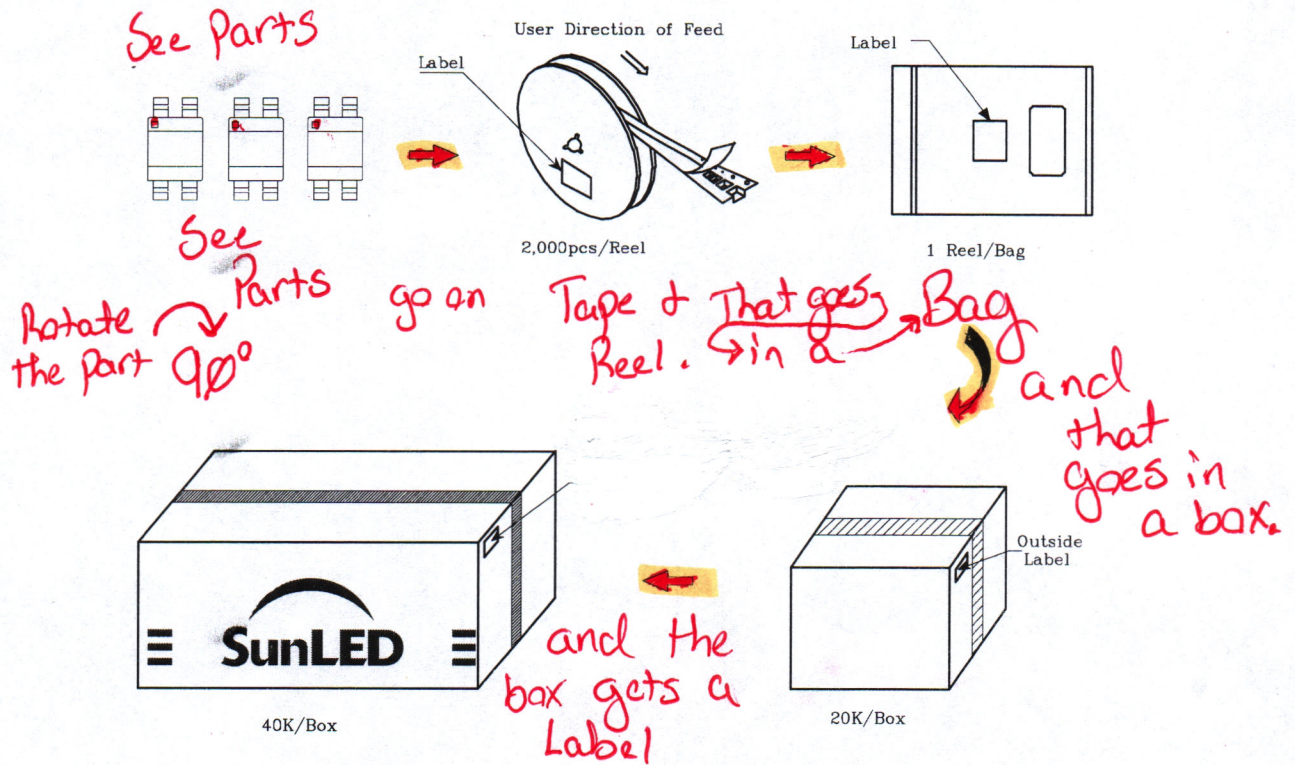 See Parts
User Direction of Feed
Label
Label
2,000pcs/Reel
1 Reel/Bag
See
Parts
Rotate
the Part 90°
go on
Tape &
Reel.
That goes
in a
Bag
and
that
goes in
a box.
Outside
Label
20K/Box
and the
box gets a
Label
SunLED
40K/Box